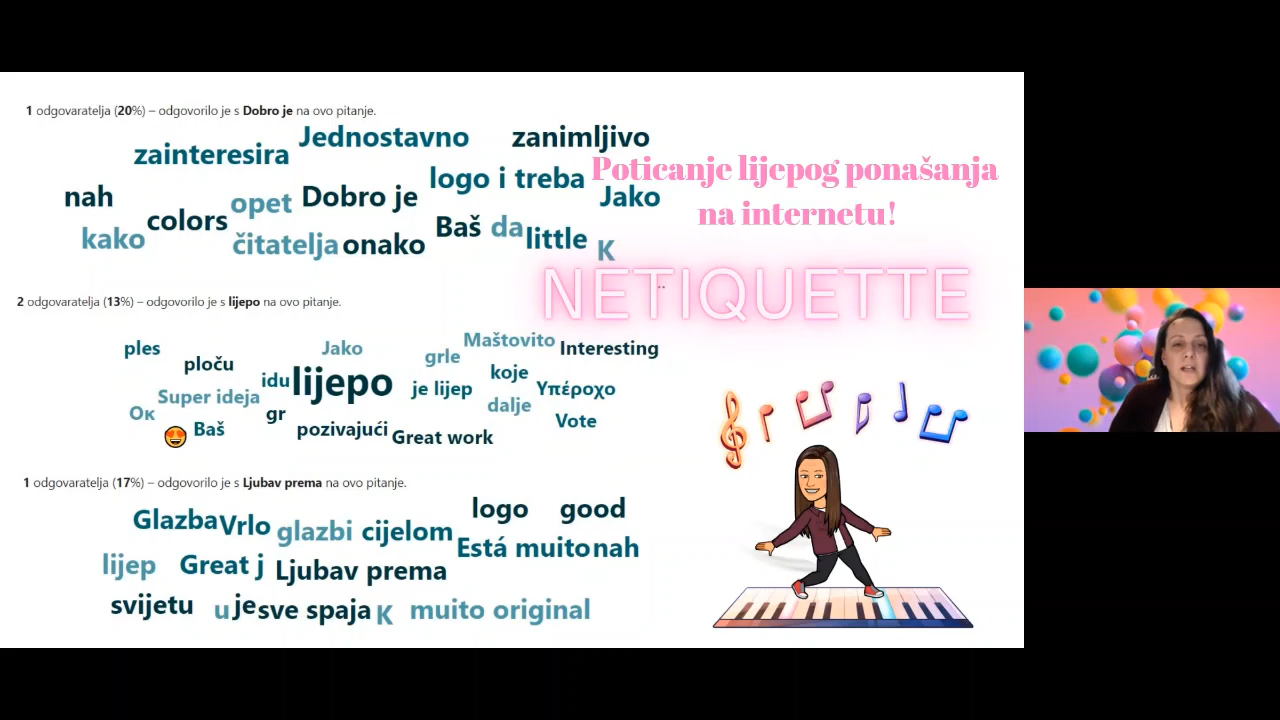 1 odgovaratelja (20%) – odgovorilo je s Dobro je na ovo pitanje.
Jednostavno zanimljivo
zainteresira
logo i treba
nah opet Dobro je Jako
colors
kako čitatelja onako Baš da little K
Poticanje lijepog ponašanja
na internetu!
NETIQUETTE
2 odgovaratelja (13%) – odgovorilo je s lijepo na ovo pitanje.
ples Jako grle Maštovito Interesting
ploču koje
idu lijepo je lijep Υπέροχο
Super ideja dalje
Οκ gr Vote
Baš pozivajući Great work
1 odgovaratelja (17%) – odgovorilo je s Ljubav prema na ovo pitanje.
logo good
Glazba Vrlo glazbi cijelom
Está muito nah
lijep Great j Ljubav prema
svijetu u je sve spaja K muito original